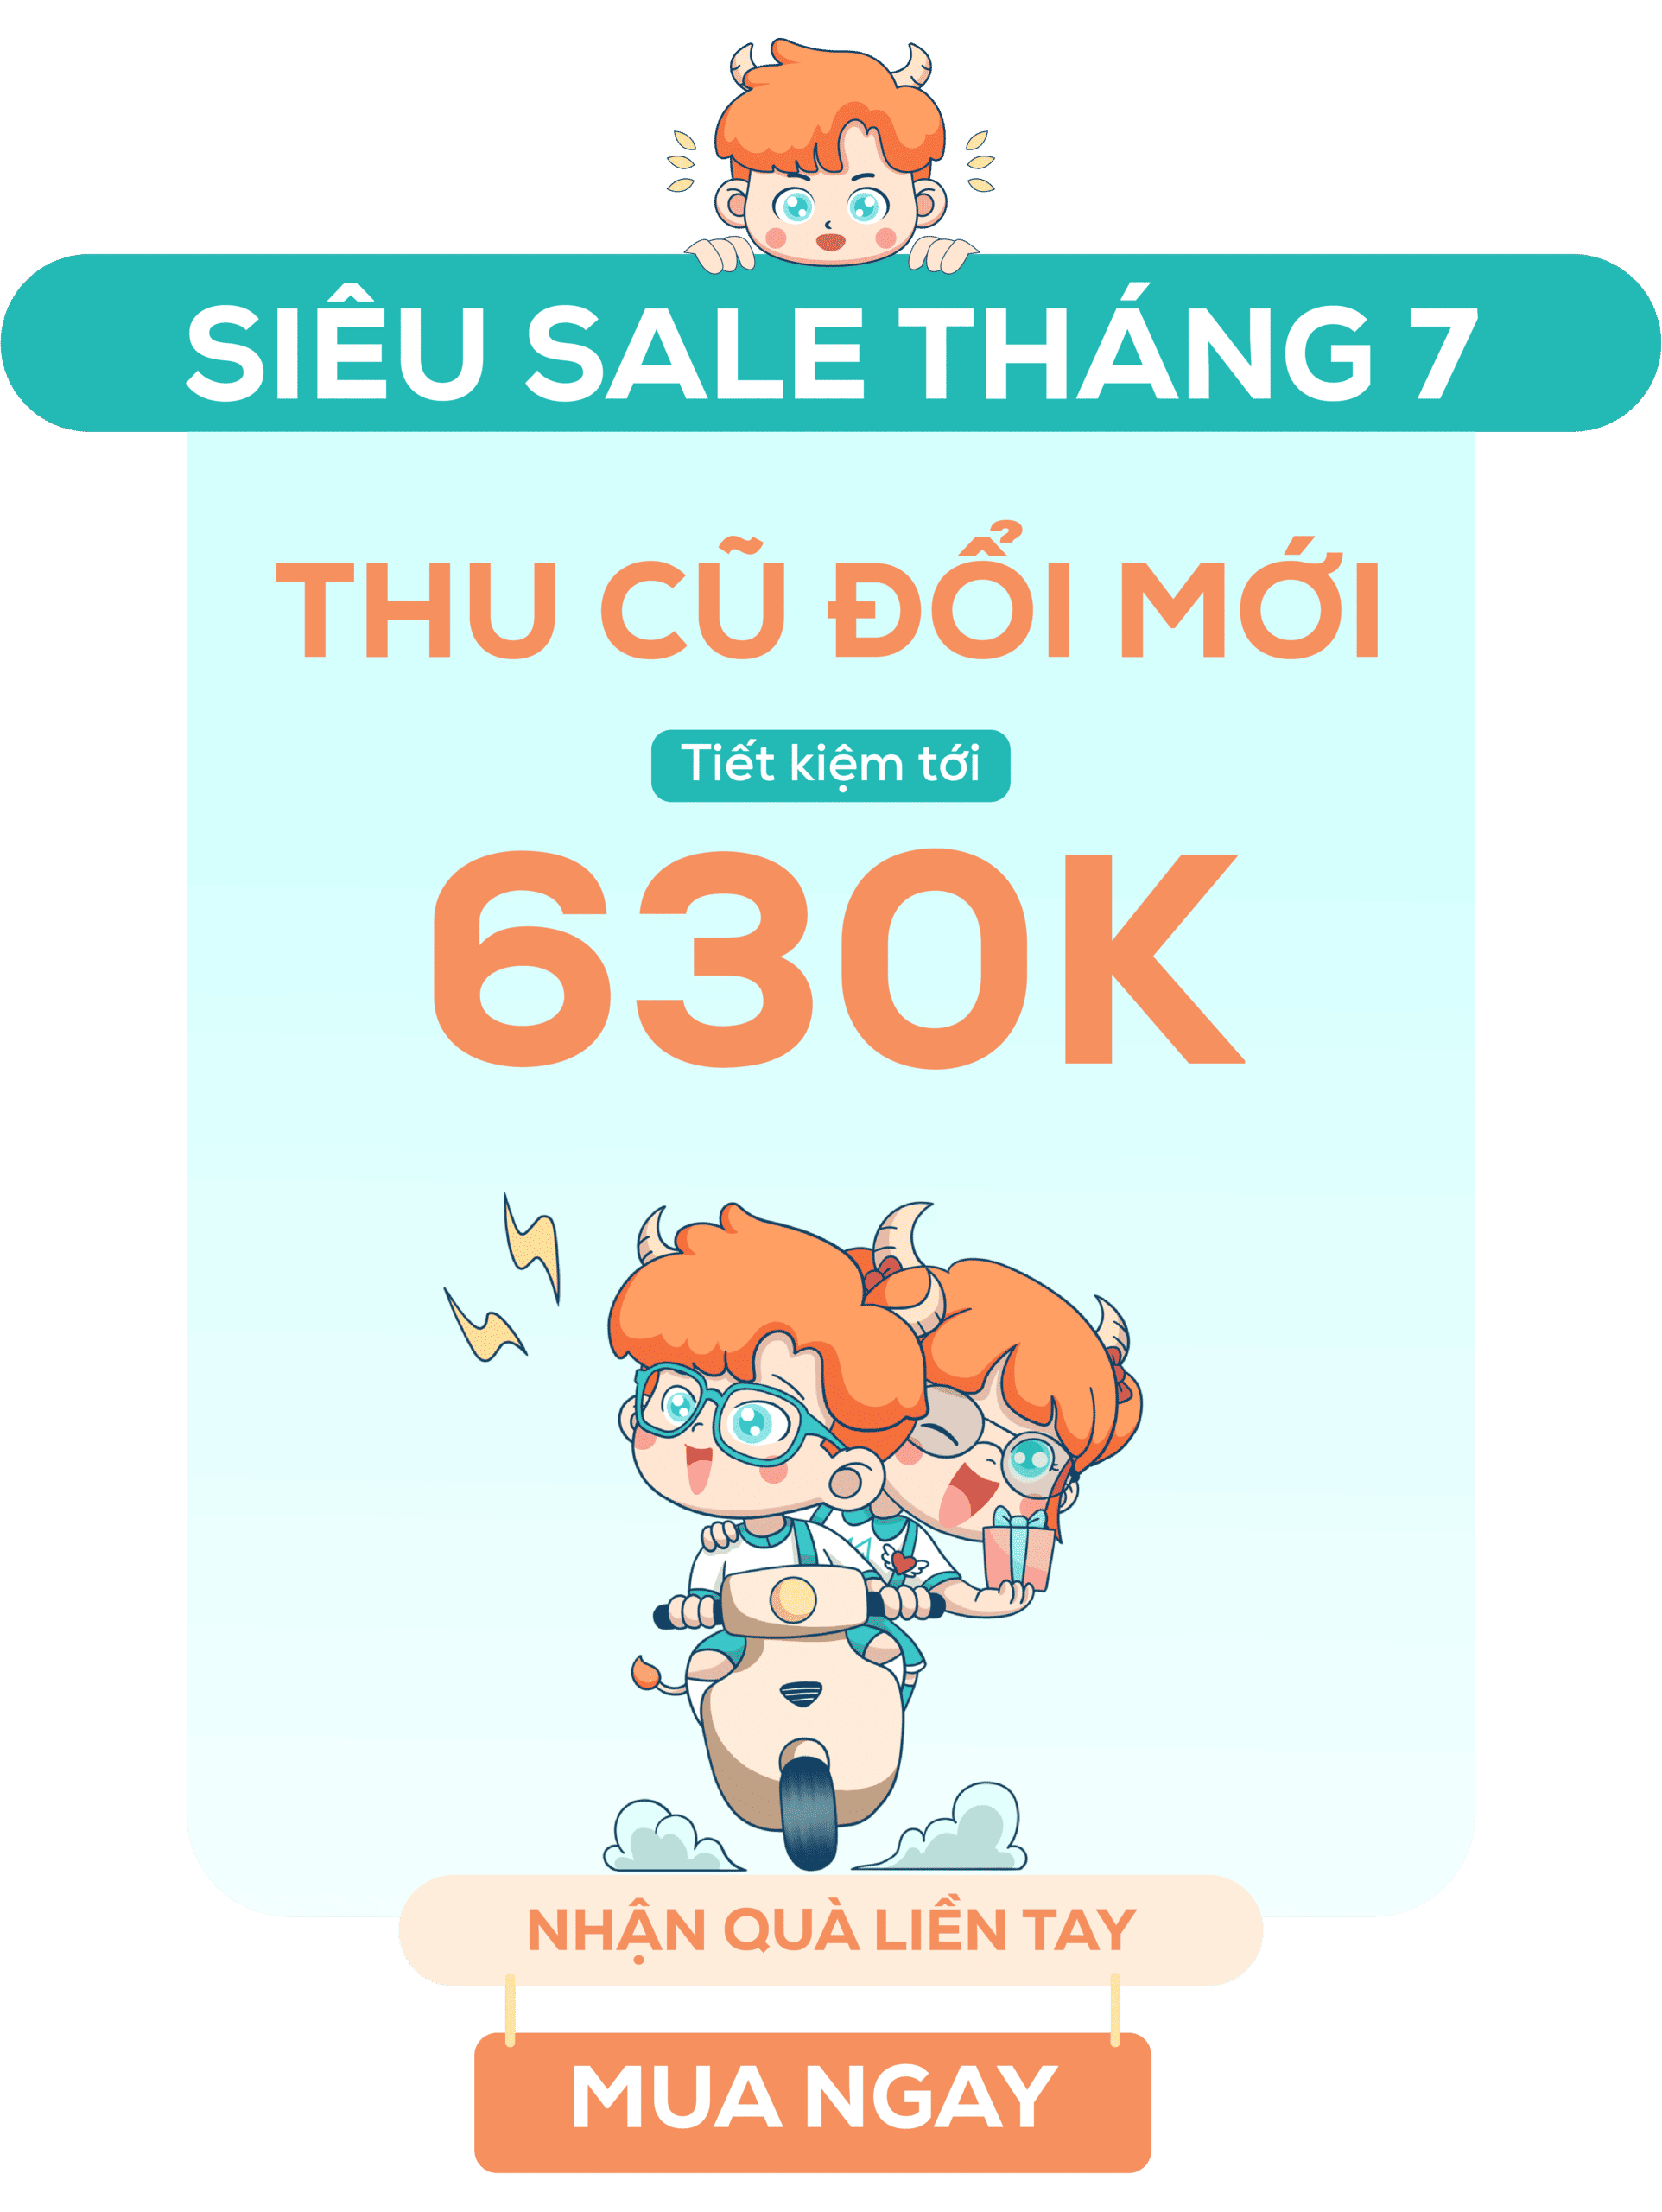 SIÊU SALE THÁNG 7
THU CŨ ĐỔI MỚI
Tiết kiệm tới
630K
NHẬN QUÀ LIỀN TAY
MUA NGAY